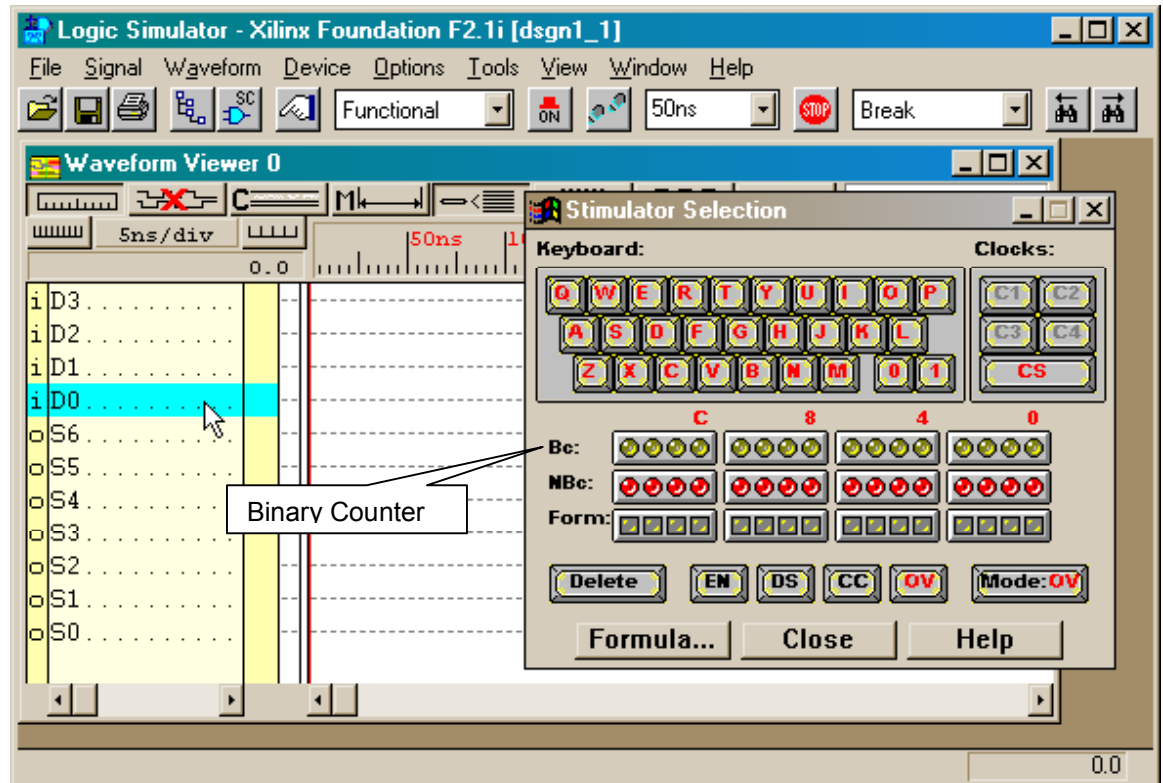 Logic Simulator - Xilinx Foundation F2.1i [dsgn1_1]
File Signal Waveform Device Options Tools View Window Help
SC Functional ON 50ns STOP Break
Waveform Viewer 0
C M
5ns/div 50ns
0.0
i D3..........
i D2..........
i D1..........
i D0..........
o S6..........
o S5..........
o S4..........
o S3..........
o S2..........
o S1..........
o S0..........
Binary Counter
Stimulator Selection
Keyboard: Clocks:
Q W E R T Y U I O P C1 C2
A S D F G H J K L C3 C4
Z X C V B N M 0 1 CS
C 8 4 0
Bc:
NBc:
Form:
Delete EN DS CC OV Mode:OV
Formula... Close Help
0.0